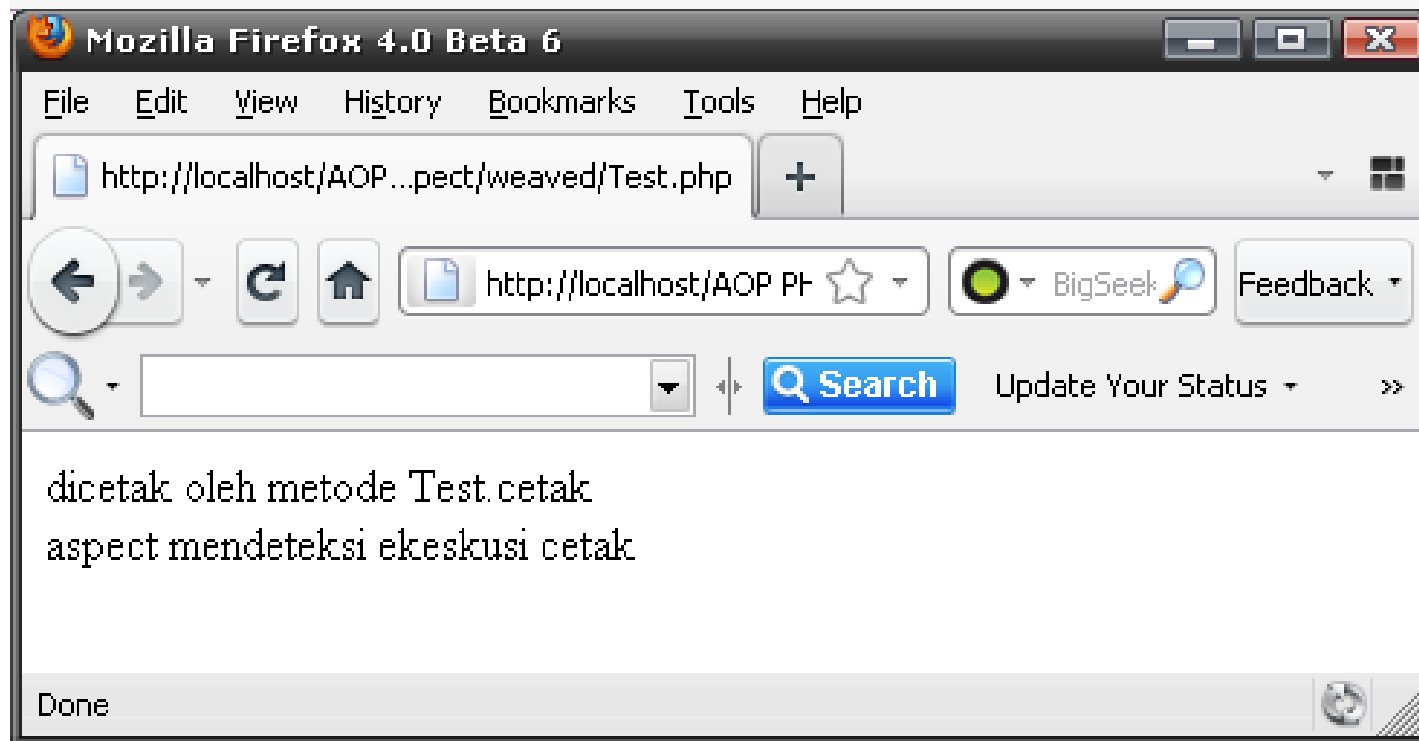 Mozilla Firefox 4.0 Beta 6
File Edit View History Bookmarks Tools Help
http://localhost/AOP...pect/weaved/Test.php
http://localhost/AOP PH BigSeek Feedback
Search Update Your Status »
dicetak oleh metode Test.cetak
aspect mendeteksi ekeskusi cetak
Done